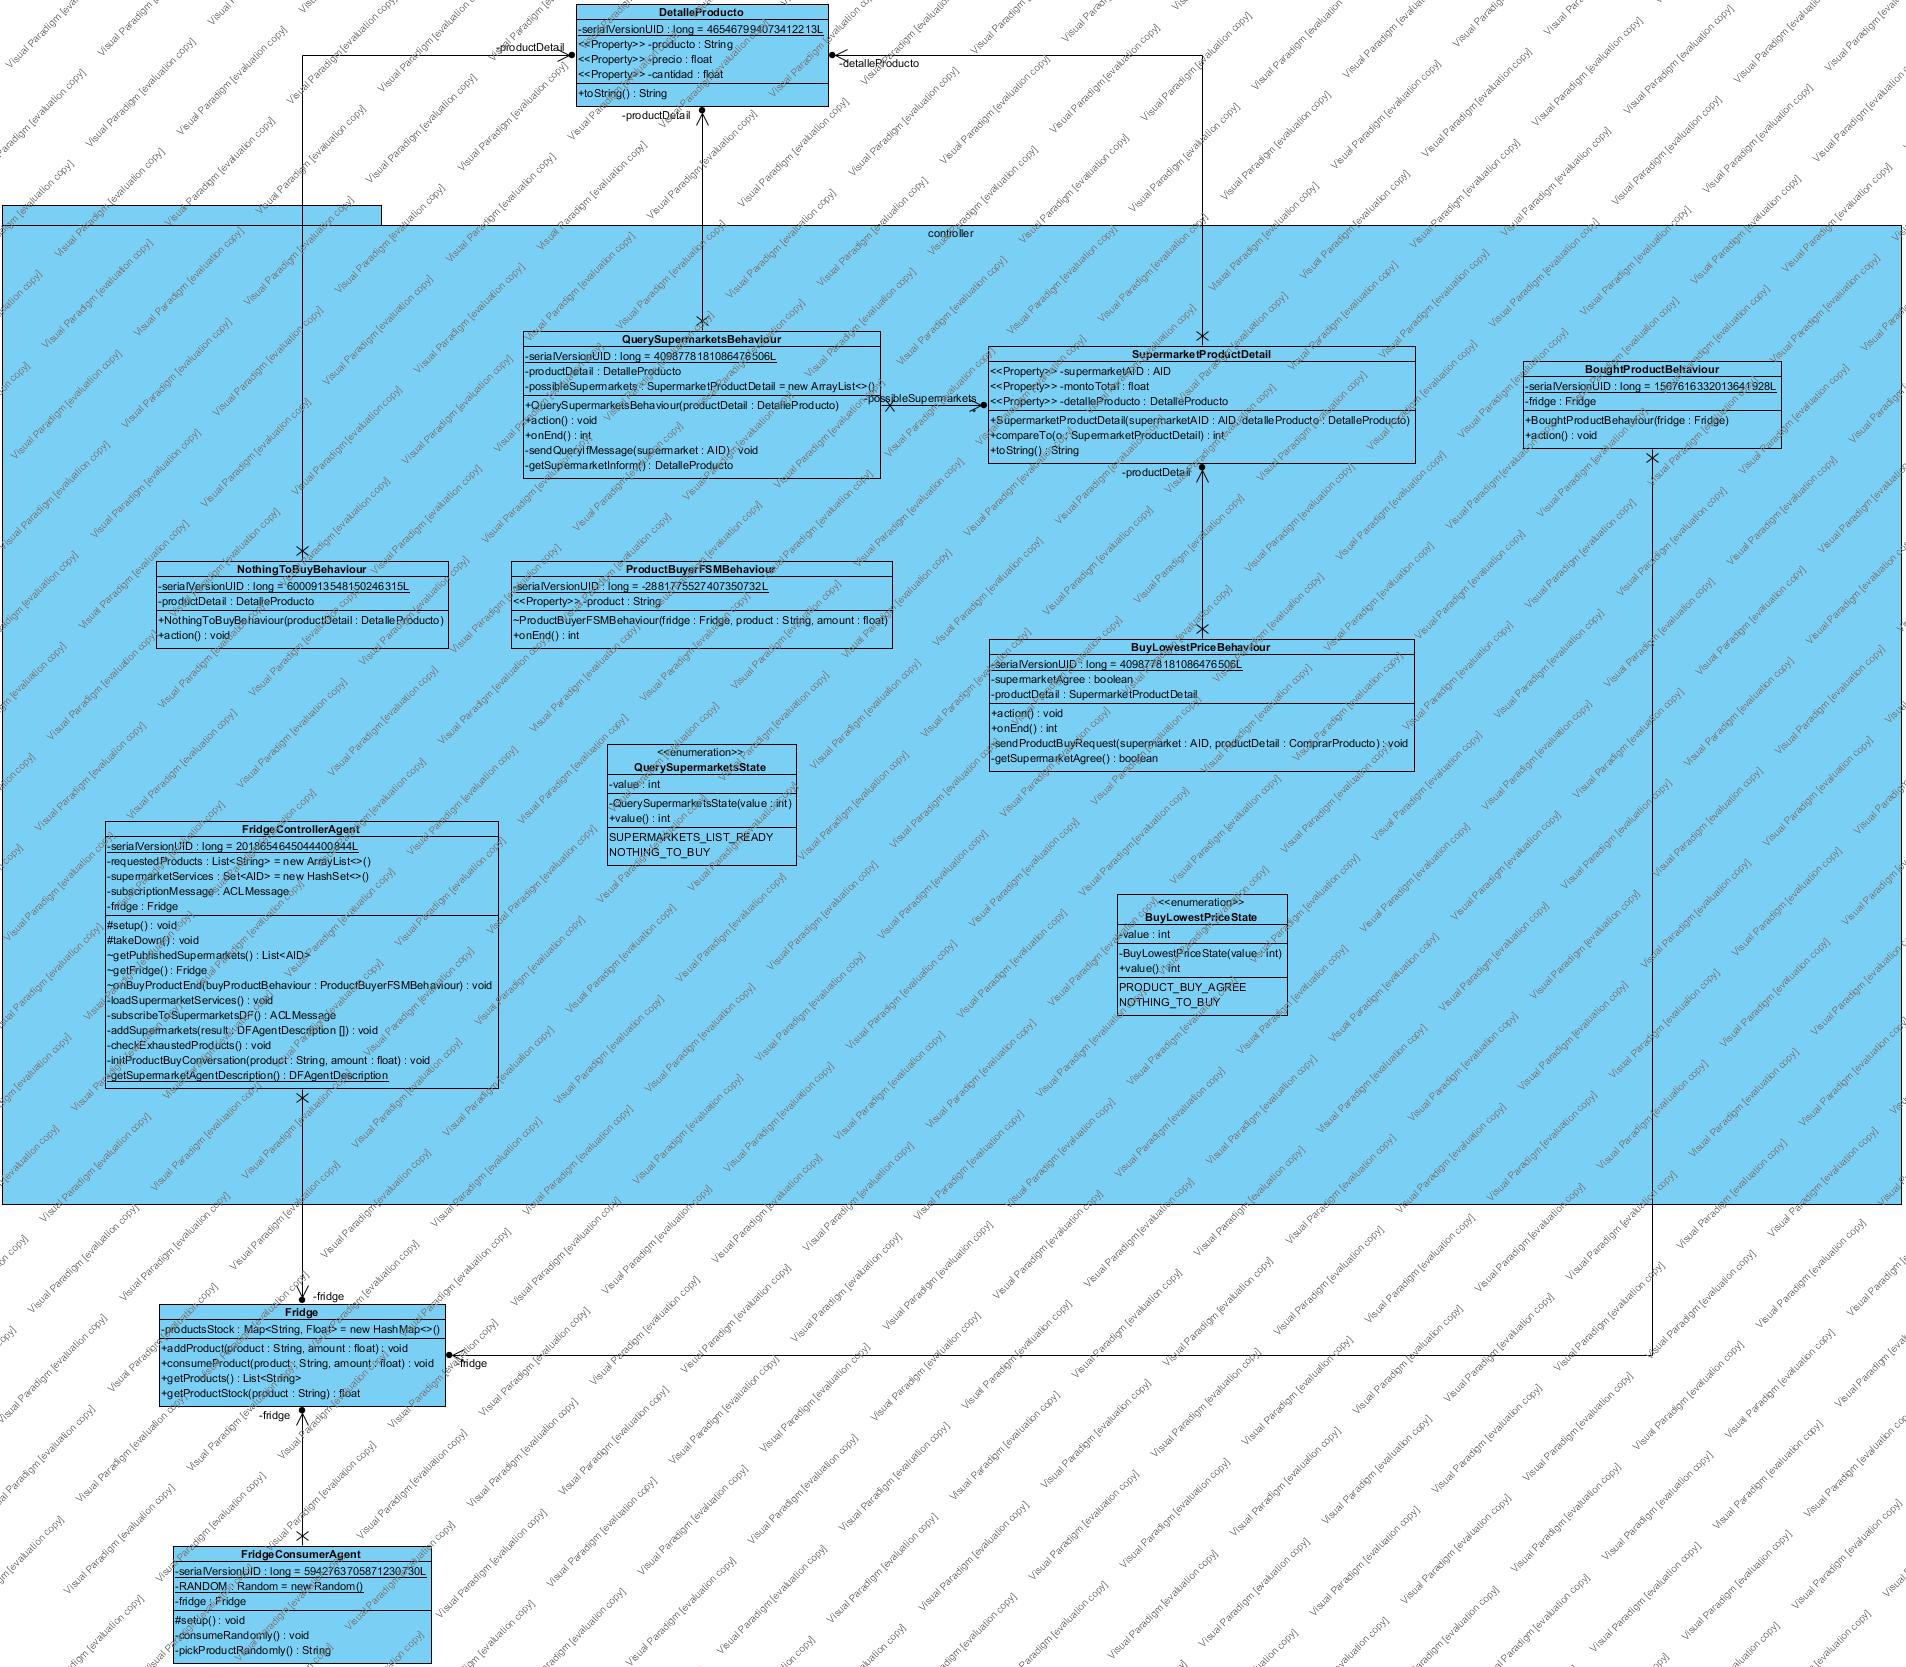 DetalleProducto
-serialVersionUID : long = 465467994073412213L
<<Property>> -producto : String
<<Property>> -precio : float
<<Property>> -cantidad : float
+toString() : String
-productDetail
-detalleProducto
-productDetail
controller
QuerySupermarketsBehaviour
-serialVersionUID : long = 4098778181086476506L
-productDetail : DetalleProducto
-possibleSupermarkets : SupermarketProductDetail = new ArrayList<>()
+QuerySupermarketsBehaviour(productDetail : DetalleProducto)
+action() : void
+onEnd() : int
-sendQueryIfMessage(supermarket : AID) : void
-getSupermarketInform() : DetalleProducto
-possibleSupermarkets
SupermarketProductDetail
<<Property>> -supermarketAID : AID
<<Property>> -montoTotal : float
<<Property>> -detalleProducto : DetalleProducto
+SupermarketProductDetail(supermarketAID : AID, detalleProducto : DetalleProducto)
+compareTo(o : SupermarketProductDetail) : int
+toString() : String
-productDetail
BoughtProductBehaviour
-serialVersionUID : long = 1567616332013641928L
-fridge : Fridge
+BoughtProductBehaviour(fridge : Fridge)
+action() : void
NothingToBuyBehaviour
-serialVersionUID : long = 6000913548150246315L
-productDetail : DetalleProducto
+NothingToBuyBehaviour(productDetail : DetalleProducto)
+action() : void
ProductBuyerFSMBehaviour
-serialVersionUID : long = -2881775527407350732L
<<Property>> -product : String
~ProductBuyerFSMBehaviour(fridge : Fridge, product : String, amount : float)
+onEnd() : int
BuyLowestPriceBehaviour
-serialVersionUID : long = 4098778181086476506L
-supermarketAgree : boolean
-productDetail : SupermarketProductDetail
+action() : void
+onEnd() : int
-sendProductBuyRequest(supermarket : AID, productDetail : ComprarProducto) : void
-getSupermarketAgree() : boolean
<<enumeration>>
QuerySupermarketsState
-value : int
-QuerySupermarketsState(value : int)
+value() : int
SUPERMARKETS_LIST_READY
NOTHING_TO_BUY
FridgeControllerAgent
-serialVersionUID : long = 2018654645044400844L
-requestedProducts : List<String> = new ArrayList<>()
-supermarketServices : Set<AID> = new HashSet<>()
-subscriptionMessage : ACLMessage
-fridge : Fridge
#setup() : void
#takeDown() : void
~getPublishedSupermarkets() : List<AID>
~getFridge() : Fridge
~onBuyProductEnd(buyProductBehaviour : ProductBuyerFSMBehaviour) : void
-loadSupermarketServices() : void
-subscribeToSupermarketsDF() : ACLMessage
-addSupermarkets(result : DFAgentDescription []) : void
-checkExhaustedProducts() : void
-initProductBuyConversation(product : String, amount : float) : void
-getSupermarketAgentDescription() : DFAgentDescription
<<enumeration>>
BuyLowestPriceState
-value : int
-BuyLowestPriceState(value : int)
+value() : int
PRODUCT_BUY_AGREE
NOTHING_TO_BUY
-fridge
Fridge
-productsStock : Map<String, Float> = new HashMap<>()
+addProduct(product : String, amount : float) : void
+consumeProduct(product : String, amount : float) : void
+getProducts() : List<String>
+getProductStock(product : String) : float
-fridge
-fridge
FridgeConsumerAgent
-serialVersionUID : long = 5942763705871230730L
-RANDOM : Random = new Random()
-fridge : Fridge
#setup() : void
-consumeRandomly() : void
-pickProductRandomly() : String
Visual Paradigm [evaluation copy]